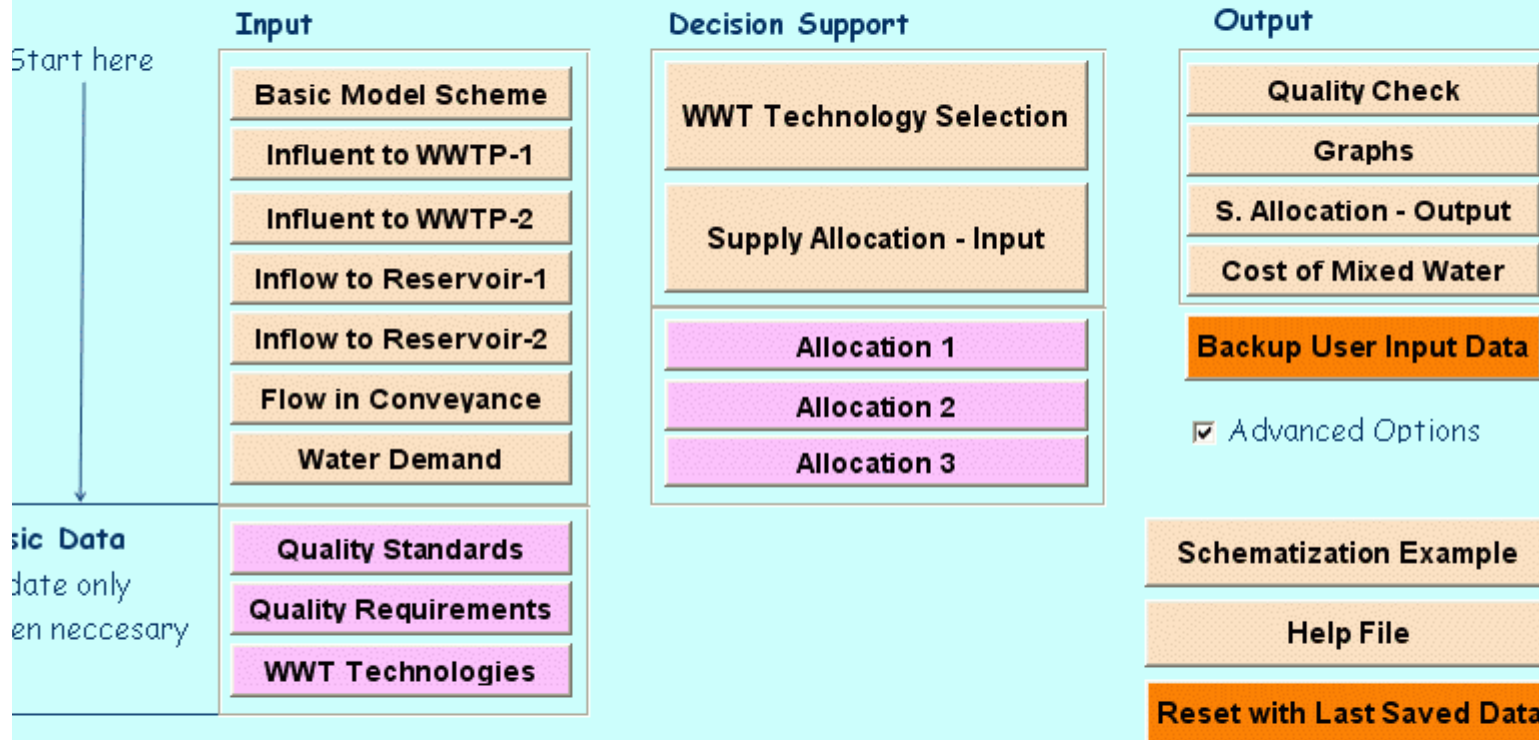 Input
Decision Support
Output
Start here
Basic Model Scheme
Influent to WWTP-1
Influent to WWTP-2
Inflow to Reservoir-1
Inflow to Reservoir-2
Flow in Conveyance
Water Demand
sic Data
date only
en neccesary
Quality Standards
Quality Requirements
WWT Technologies
WWT Technology Selection
Supply Allocation - Input
Allocation 1
Allocation 2
Allocation 3
Quality Check
Graphs
S. Allocation - Output
Cost of Mixed Water
Backup User Input Data
Advanced Options
Schematization Example
Help File
Reset with Last Saved Data